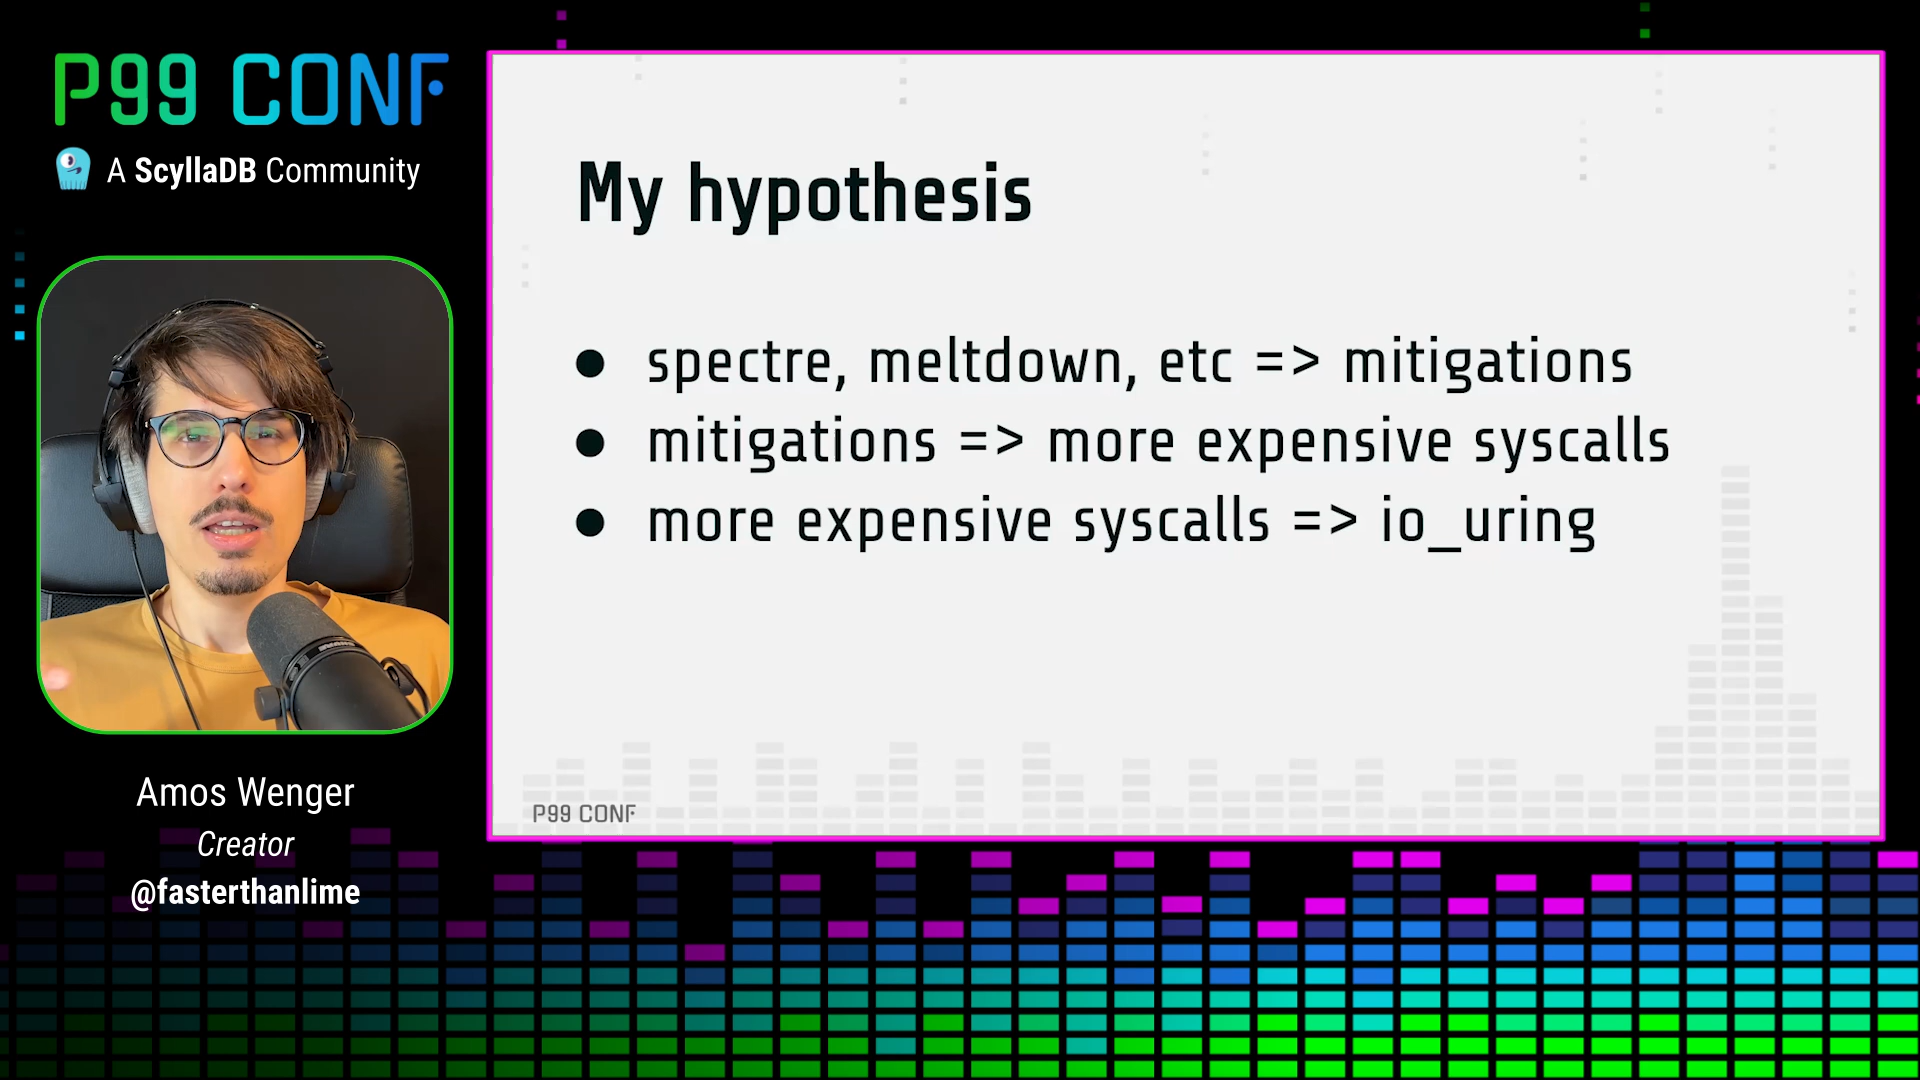 P99 CONF
A ScyllaDB Community
My hypothesis
● spectre, meltdown, etc => mitigations
● mitigations => more expensive syscalls
● more expensive syscalls => io_uring
P99 CONF
Amos Wenger
Creator
@fasterthanlime